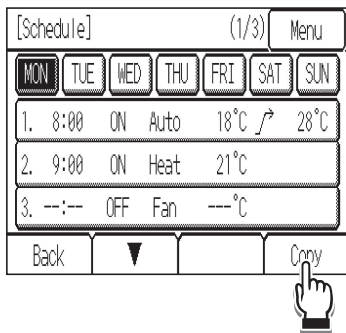 [Schedule] (1/3) Menu
MON TUE WED THU FRI SAT SUN
1. 8:00 ON Auto 18°C 28°C
2. 9:00 ON Heat 21°C
3. --:-- OFF Fan ---°C
Back ▼ Copy